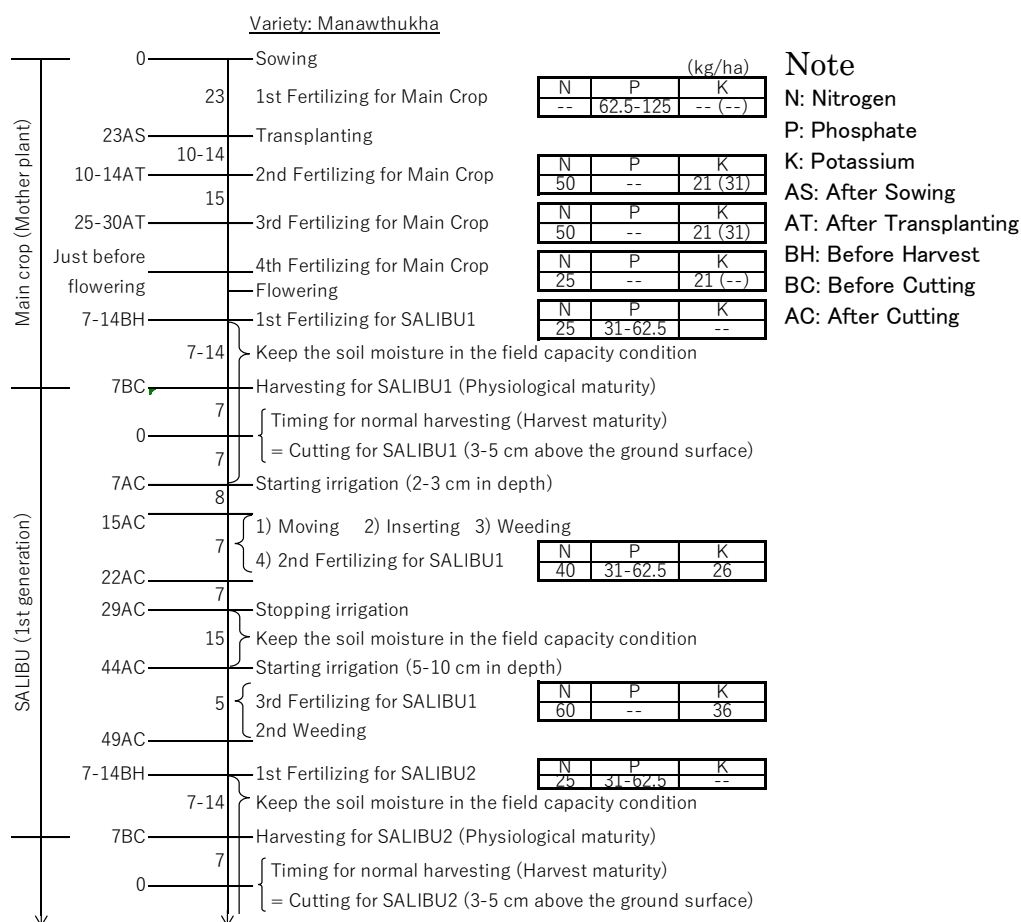 Variety: Manawthukha
0 Sowing
(kg/ha)
N P K
23 1st Fertilizing for Main Crop -- 62.5-125 -- (--)
23AS Transplanting
10-14
10-14AT 2nd Fertilizing for Main Crop
N P K
50 -- 21 (31)
15
25-30AT 3rd Fertilizing for Main Crop
N P K
50 -- 21 (31)
Just before
flowering
4th Fertilizing for Main Crop
N P K
25 -- 21 (--)
Flowering
7-14BH 1st Fertilizing for SALIBU1
N P K
25 31-62.5 --
7-14 Keep the soil moisture in the field capacity condition
Main crop (Mother plant)
7BC Harvesting for SALIBU1 (Physiological maturity)
7
Timing for normal harvesting (Harvest maturity)
0
= Cutting for SALIBU1 (3-5 cm above the ground surface)
7
7AC Starting irrigation (2-3 cm in depth)
8
15AC
1) Moving 2) Inserting 3) Weeding
7
4) 2nd Fertilizing for SALIBU1
N P K
40 31-62.5 26
22AC
7
29AC Stopping irrigation
15 Keep the soil moisture in the field capacity condition
44AC Starting irrigation (5-10 cm in depth)
5 3rd Fertilizing for SALIBU1
N P K
60 -- 36
2nd Weeding
49AC
7-14BH 1st Fertilizing for SALIBU2
N P K
25 31-62.5 --
7-14 Keep the soil moisture in the field capacity condition
7BC Harvesting for SALIBU2 (Physiological maturity)
7
Timing for normal harvesting (Harvest maturity)
0
= Cutting for SALIBU2 (3-5 cm above the ground surface)
SALIBU (1st generation)
Note
N: Nitrogen
P: Phosphate
K: Potassium
AS: After Sowing
AT: After Transplanting
BH: Before Harvest
BC: Before Cutting
AC: After Cutting